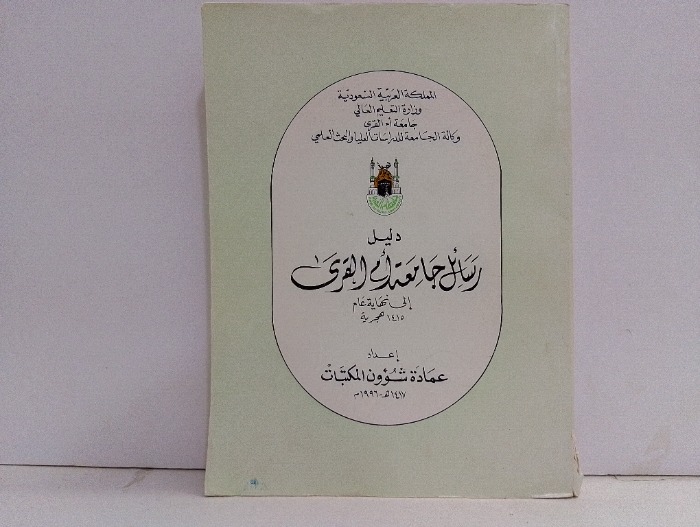 المملكة العربية السعودية
وزارة التعليم العالي
جامعة أم القرى
وكالة الجامعة للدراسات العليا والبحث العلمي
دليل
رسائل جامعة أم القرى
إلى نهاية عام
١٤١٥ هجرية
إعداد
عمادة شؤون المكتبات
١٤١٧هـ - ١٩٩٦م